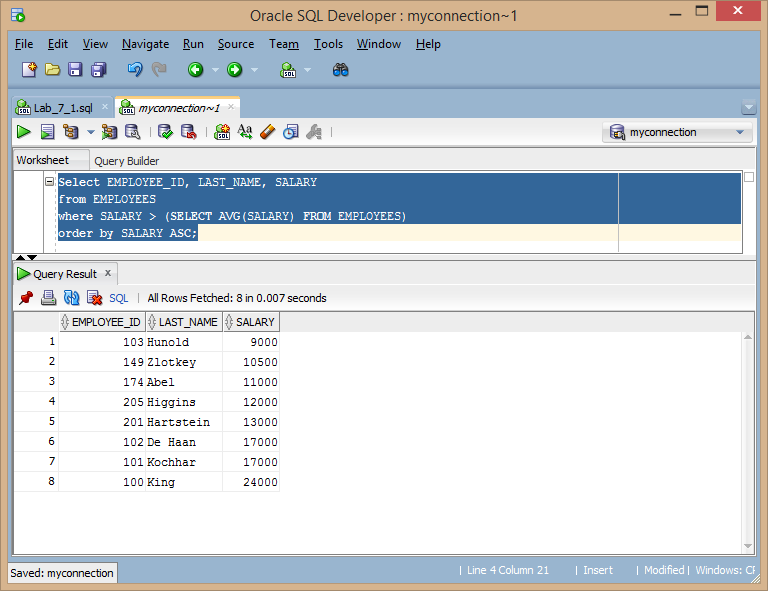 Oracle SQL Developer : myconnection~1
File Edit View Navigate Run Source Team Tools Window Help
Lab_7_1.sql myconnection~1
myconnection
Worksheet Query Builder
Select EMPLOYEE_ID, LAST_NAME, SALARY
from EMPLOYEES
where SALARY > (SELECT AVG(SALARY) FROM EMPLOYEES)
order by SALARY ASC;
Query Result
SQL | All Rows Fetched: 8 in 0.007 seconds
EMPLOYEE_ID LAST_NAME SALARY
1 103 Hunold 9000
2 149 Zlotkey 10500
3 174 Abel 11000
4 205 Higgins 12000
5 201 Hartstein 13000
6 102 De Haan 17000
7 101 Kochhar 17000
8 100 King 24000
Saved: myconnection | Line 4 Column 21 | Insert | Modified | Windows: CF